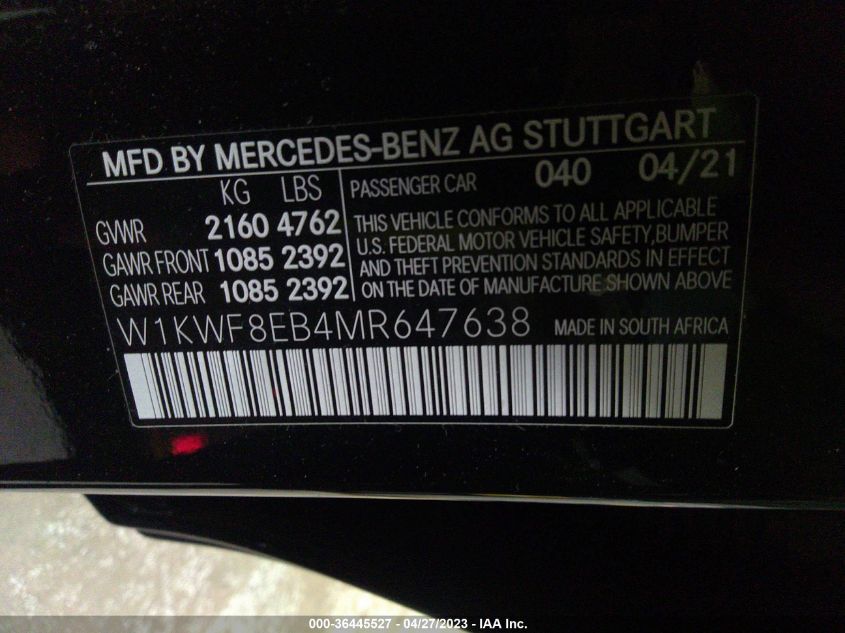 MFD BY MERCEDES-BENZ AG STUTTGART
KG LBS
GVWR 2160 4762
GAWR FRONT 1085 2392
GAWR REAR 1085 2392
PASSENGER CAR 040 04/21
THIS VEHICLE CONFORMS TO ALL APPLICABLE
U.S. FEDERAL MOTOR VEHICLE SAFETY,BUMPER
AND THEFT PREVENTION STANDARDS IN EFFECT
ON THE DATE OF MANUFACTURE SHOWN ABOVE
W1KWF8EB4MR647638 MADE IN SOUTH AFRICA
000-36445527 - 04/27/2023 - IAA Inc.